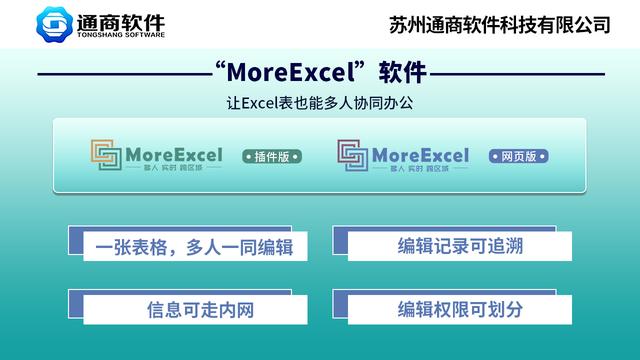 通商软件
TONGSHANG SOFTWARE
苏州通商软件科技有限公司
“MoreExcel”软件
让Excel表也能多人协同办公
MoreExcel
多人 实时 跨区域
• 插件版 •
MoreExcel
多人 实时 跨区域
• 网页版 •
一张表格，多人一同编辑
编辑记录可追溯
信息可走内网
编辑权限可划分